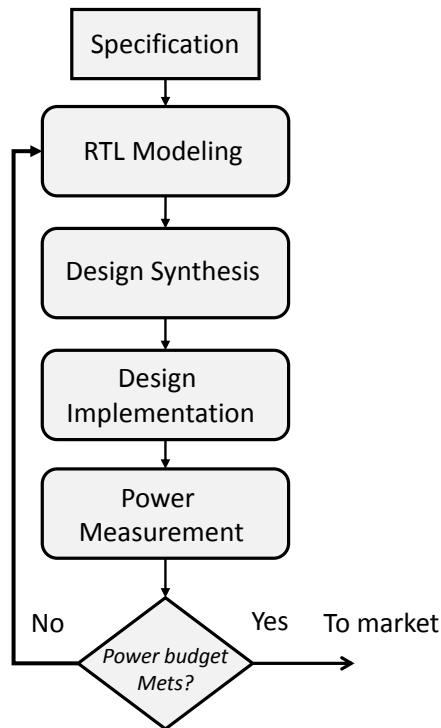 Specification
RTL Modeling
Design Synthesis
Design
Implementation
Power
Measurement
No
Yes
To market
Power budget
Mets?